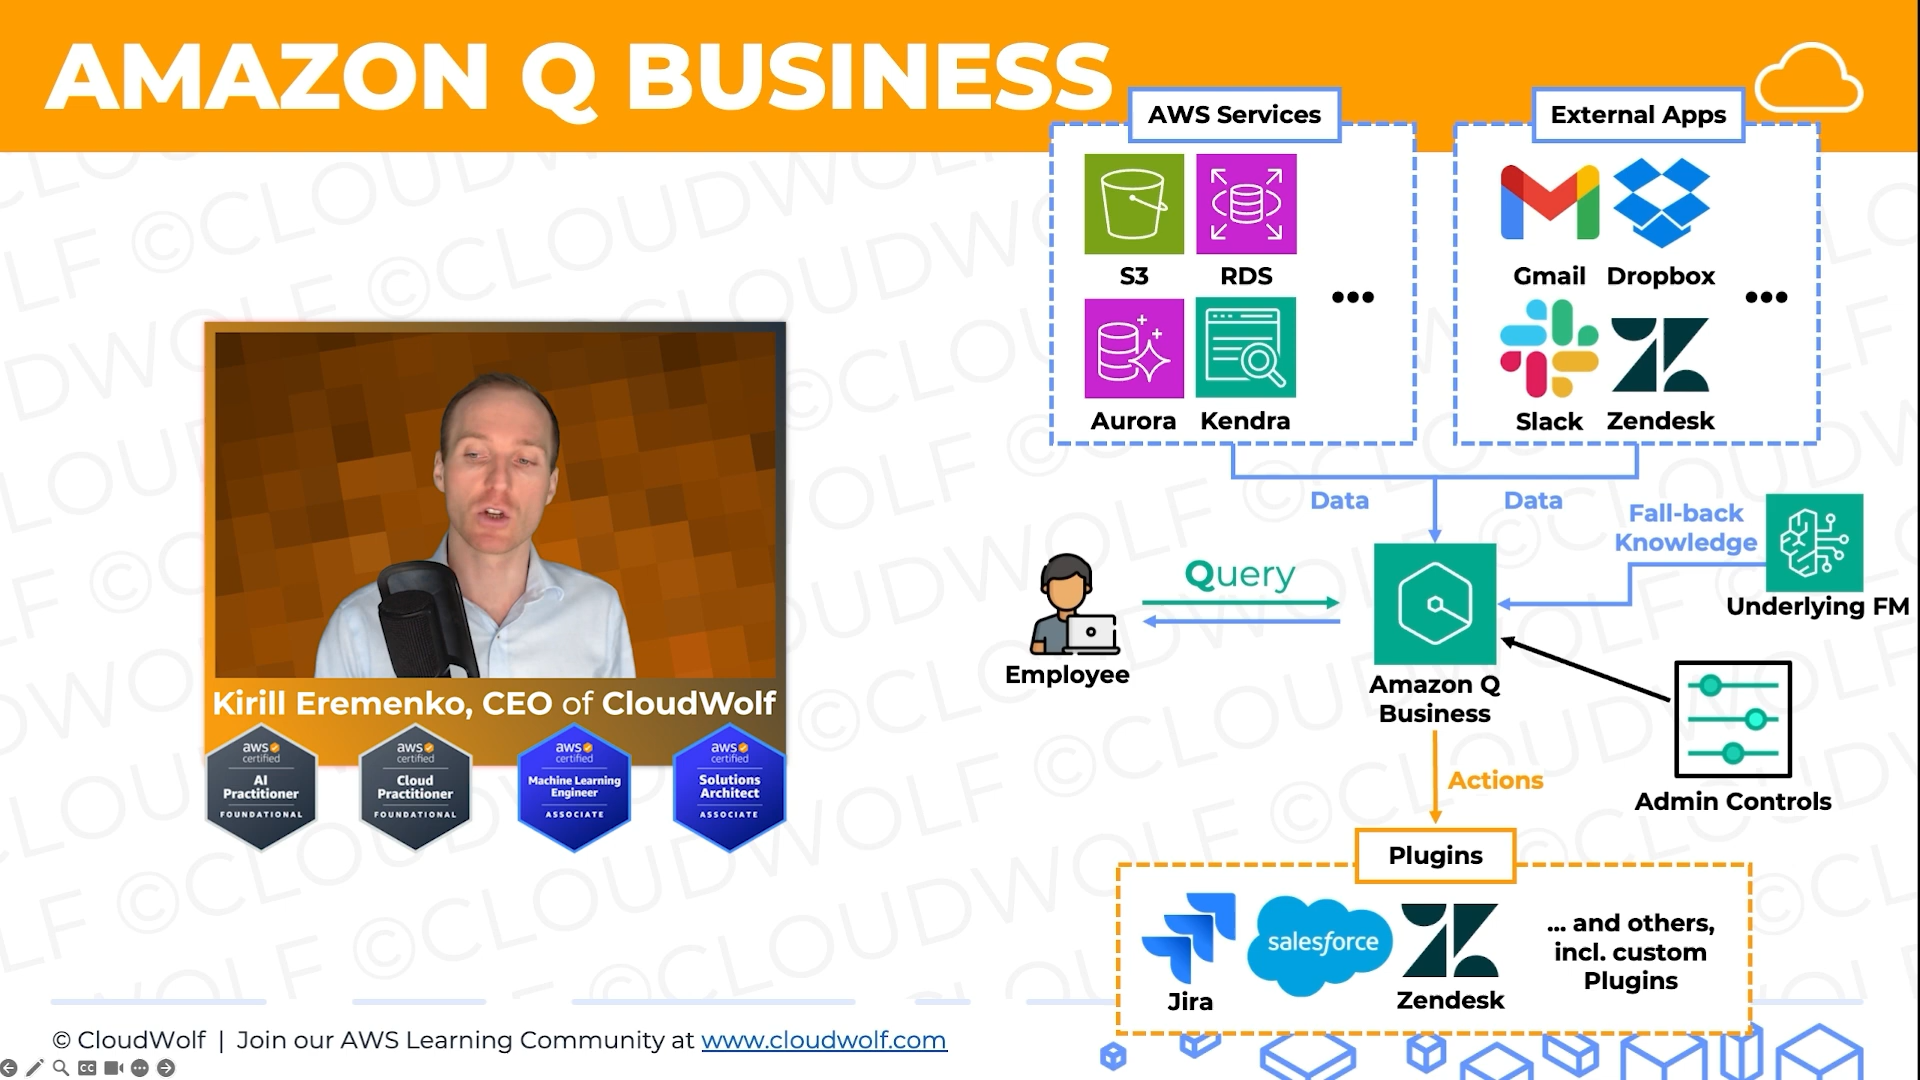 AMAZON Q BUSINESS
AWS Services
External Apps
S3
RDS
Aurora
Kendra
Gmail
Dropbox
Slack
Zendesk
Data
Data
Fall-back
Knowledge
Underlying FM
Query
Employee
Amazon Q
Business
Admin Controls
Actions
Plugins
Jira
salesforce
Zendesk
... and others,
incl. custom
Plugins
Kirill Eremenko, CEO of CloudWolf
aws
certified
AI
Practitioner
FOUNDATIONAL
aws
certified
Cloud
Practitioner
FOUNDATIONAL
aws
certified
Machine Learning
Engineer
ASSOCIATE
aws
certified
Solutions
Architect
ASSOCIATE
© CloudWolf | Join our AWS Learning Community at www.cloudwolf.com
CC
©CLOUDWOLF